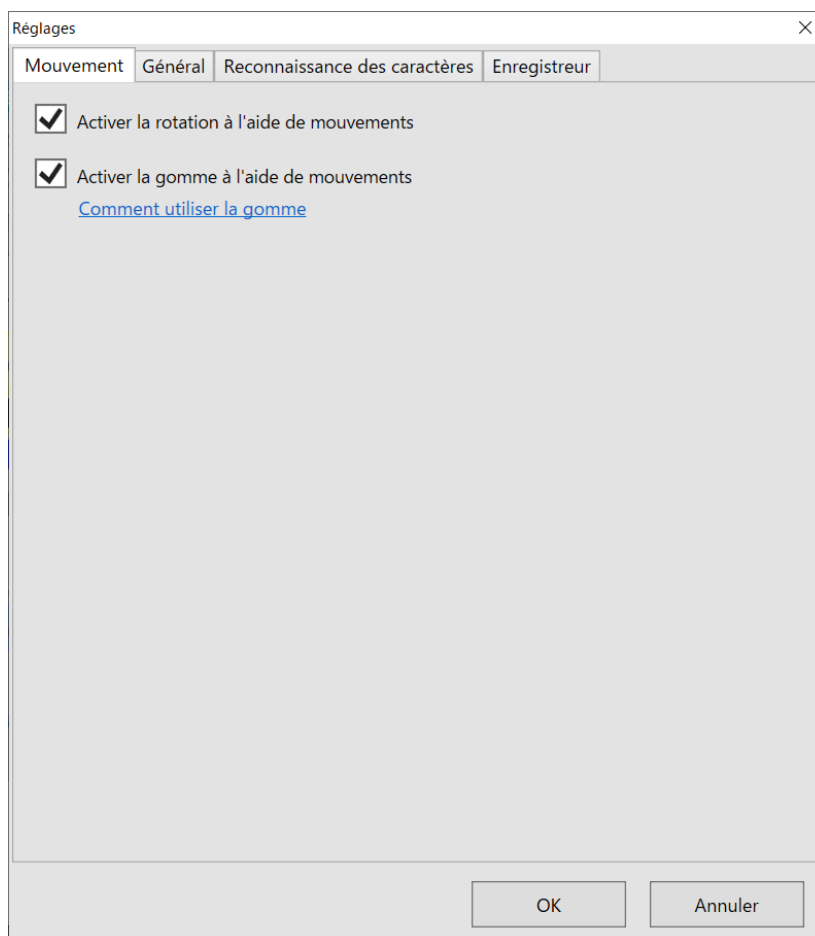 Réglages
Mouvement Général Reconnaissance des caractères Enregistreur
Activer la rotation à l'aide de mouvements
Activer la gomme à l'aide de mouvements
Comment utiliser la gomme
OK Annuler